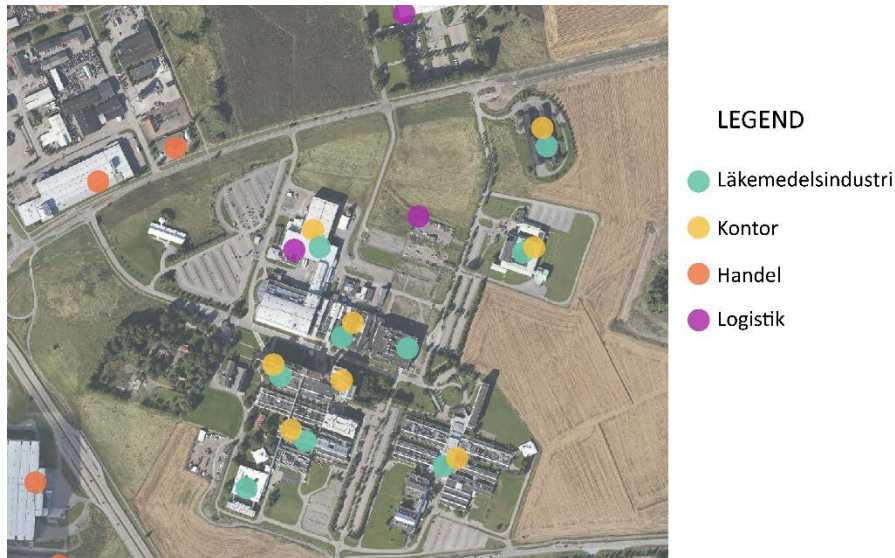 LEGEND
Läkemedelsindustri
Kontor
Handel
Logistik